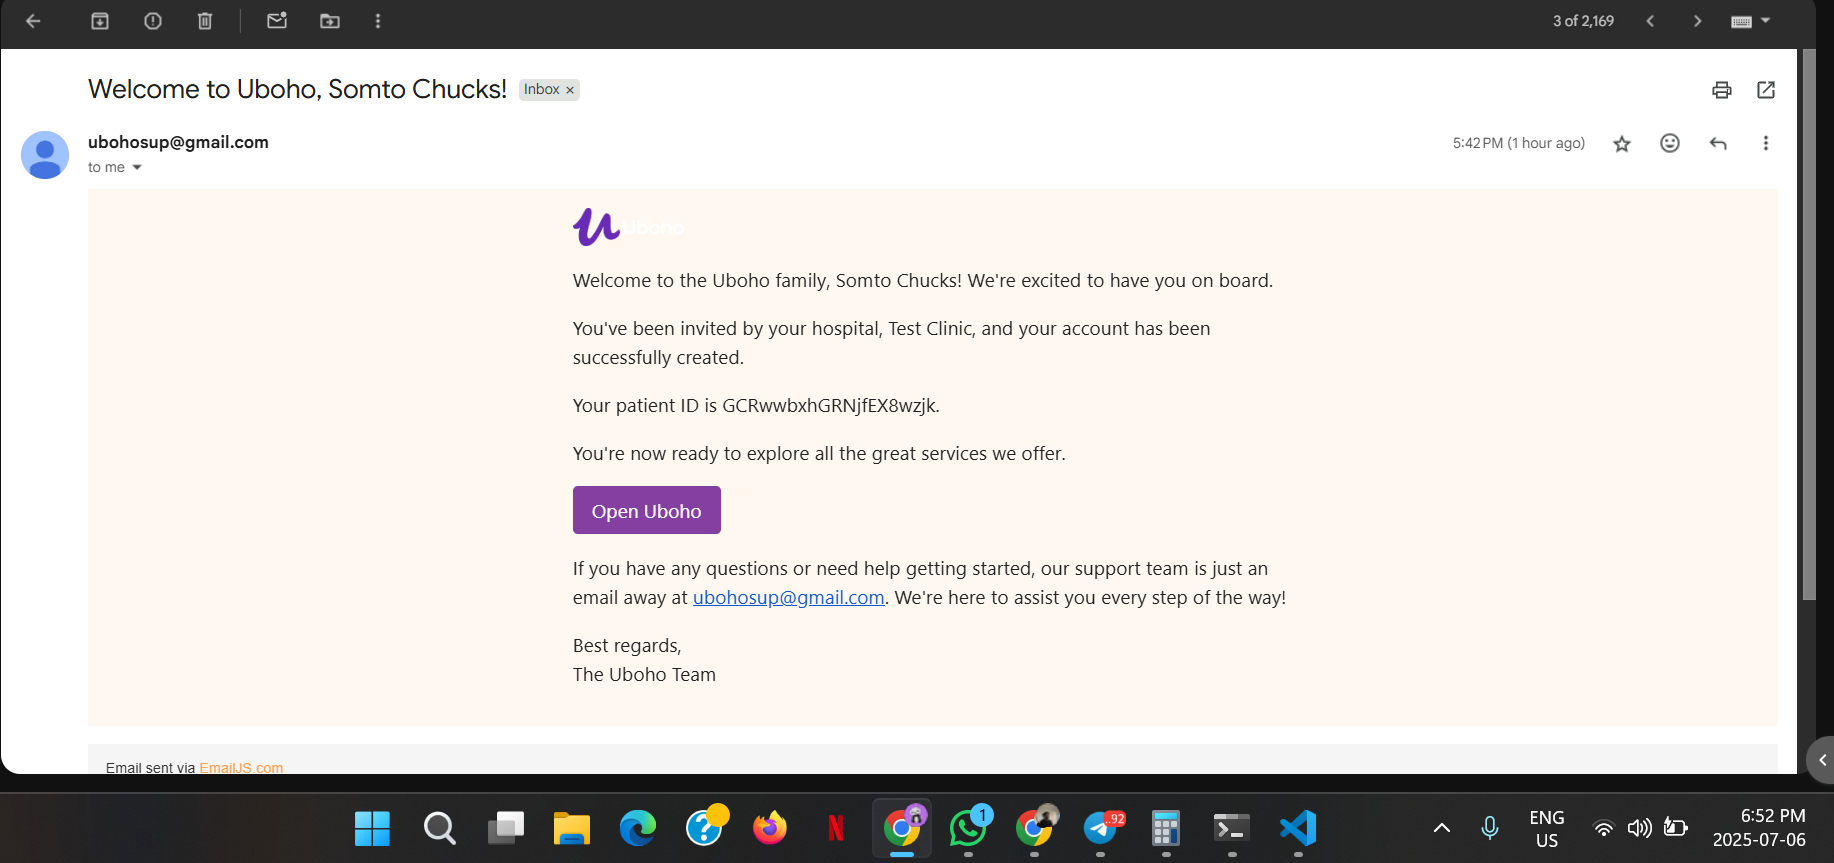 3 of 2,169
Welcome to Uboho, Somto Chucks!
Inbox ×
ubohosup@gmail.com
5:42 PM (1 hour ago)
to me
Uboho
Welcome to the Uboho family, Somto Chucks! We're excited to have you on board.
You've been invited by your hospital, Test Clinic, and your account has been
successfully created.
Your patient ID is GCRwwbxhGRNjfEX8wzjk.
You're now ready to explore all the great services we offer.
Open Uboho
If you have any questions or need help getting started, our support team is just an
email away at ubohosup@gmail.com. We're here to assist you every step of the way!
Best regards,
The Uboho Team
Email sent via EmailJS.com
1
..92
ENG
US
6:52 PM
2025-07-06